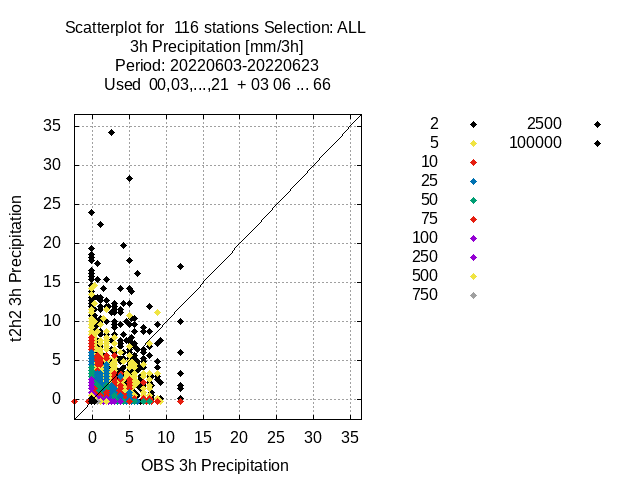 Scatterplot for  116 stations Selection: ALL
3h Precipitation [mm/3h]
Period: 20220603-20220623
Used  00,03,...,21  + 03 06 ... 66
35
30
25
20
15
10
5
0
t2h2 3h Precipitation
0 5 10 15 20 25 30 35
OBS 3h Precipitation
2 2500
5 100000
10
25
50
75
100
250
500
750